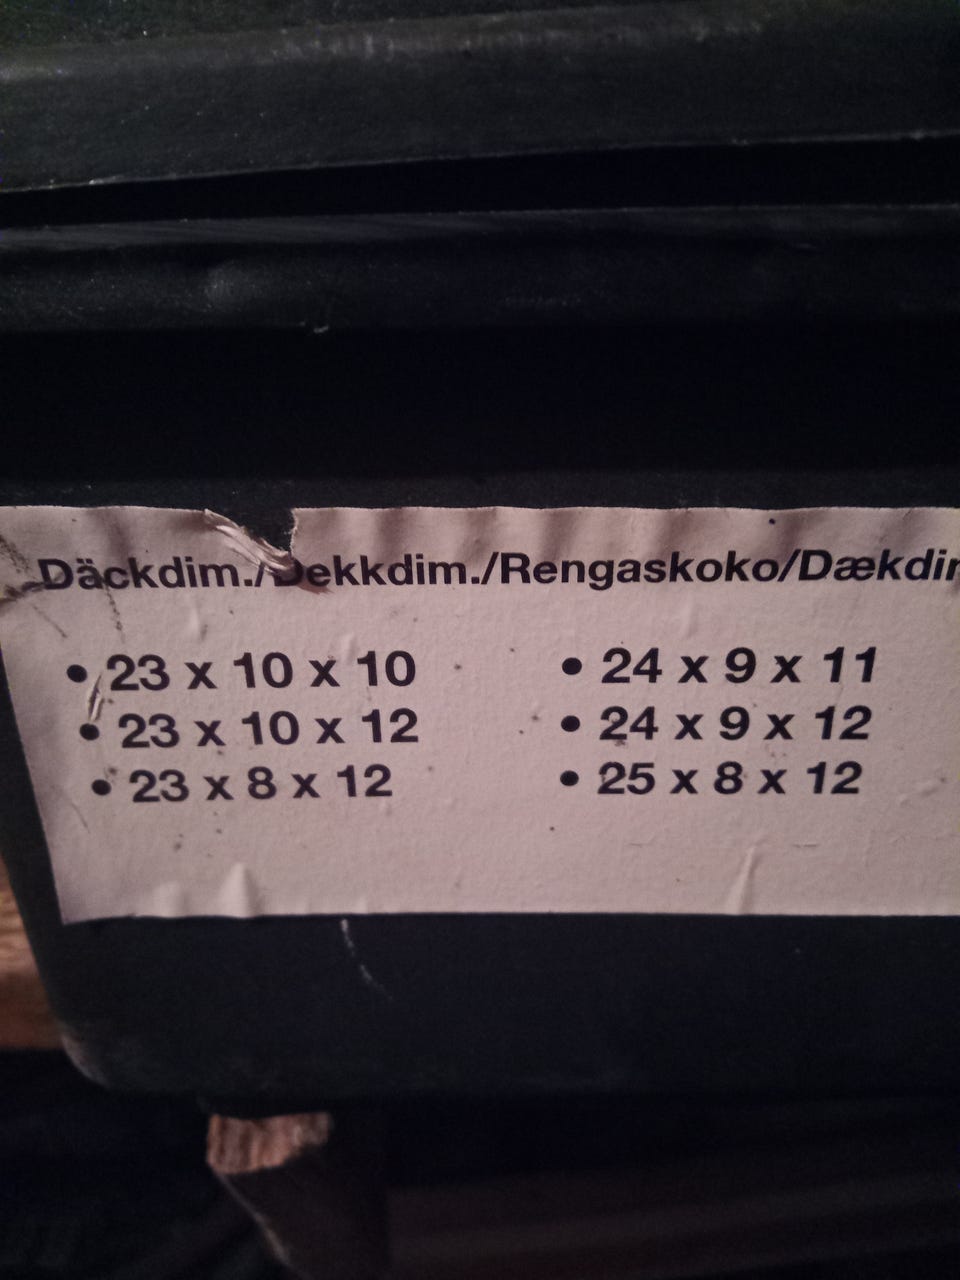 Däckdim./Dekkdim./Rengaskoko/Dækdim
• 23 x 10 x 10
• 23 x 10 x 12
• 23 x 8 x 12
• 24 x 9 x 11
• 24 x 9 x 12
• 25 x 8 x 12